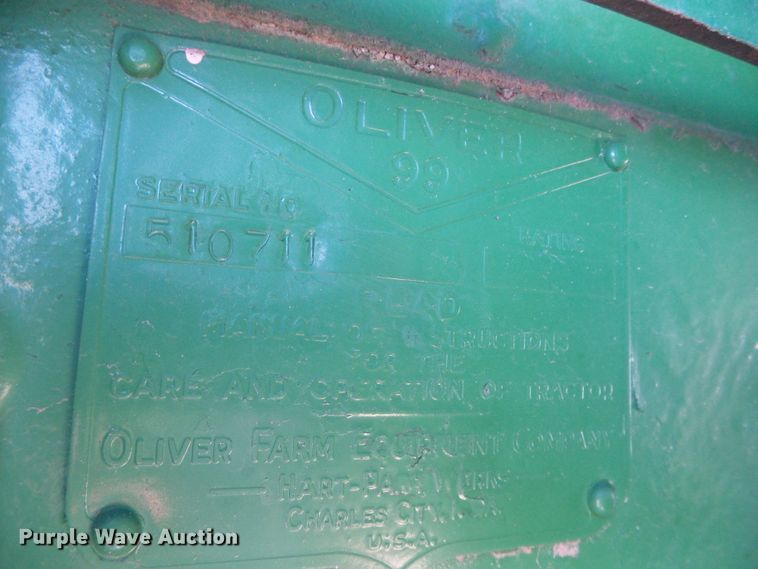 OLIVER
99
SERIAL NO
510711
RATING
READ
MANUAL OF INSTRUCTIONS
FOR THE
CARE AND OPERATION OF TRACTOR
OLIVER FARM EQUIPMENT COMPANY
HART-PARR WORKS
CHARLES CITY, IOWA
U.S.A.
Purple Wave Auction